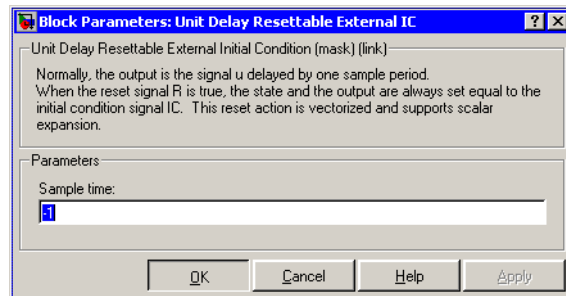 Block Parameters: Unit Delay Resettable External IC
Unit Delay Resettable External Initial Condition (mask) (link)
Normally, the output is the signal u delayed by one sample period.
When the reset signal R is true, the state and the output are always set equal to the
initial condition signal IC. This reset action is vectorized and supports scalar
expansion.
Parameters
Sample time:
-1
OK Cancel Help Apply